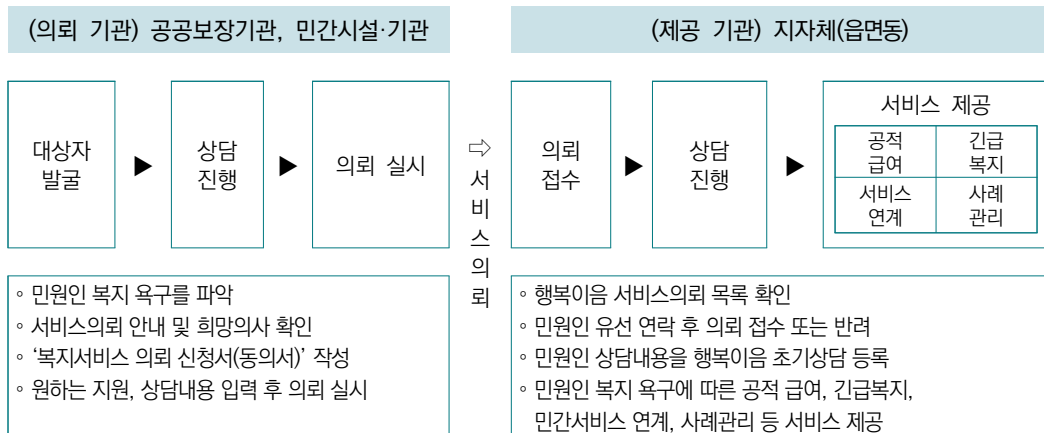 (의뢰 기관) 공공보장기관, 민간시설·기관
(제공 기관) 지자체(읍면동)
대상자
발굴
▶
상담
진행
▶
의뢰 실시
⇨
서
비
스
의
뢰
의뢰
접수
▶
상담
진행
▶
서비스 제공
공적
급여
긴급
복지
서비스
연계
사례
관리
◦ 민원인 복지 욕구를 파악
◦ 서비스의뢰 안내 및 희망의사 확인
◦ ‘복지서비스 의뢰 신청서(동의서)’ 작성
◦ 원하는 지원, 상담내용 입력 후 의뢰 실시
◦ 행복이음 서비스의뢰 목록 확인
◦ 민원인 유선 연락 후 의뢰 접수 또는 반려
◦ 민원인 상담내용을 행복이음 초기상담 등록
◦ 민원인 복지 욕구에 따른 공적 급여, 긴급복지,
민간서비스 연계, 사례관리 등 서비스 제공